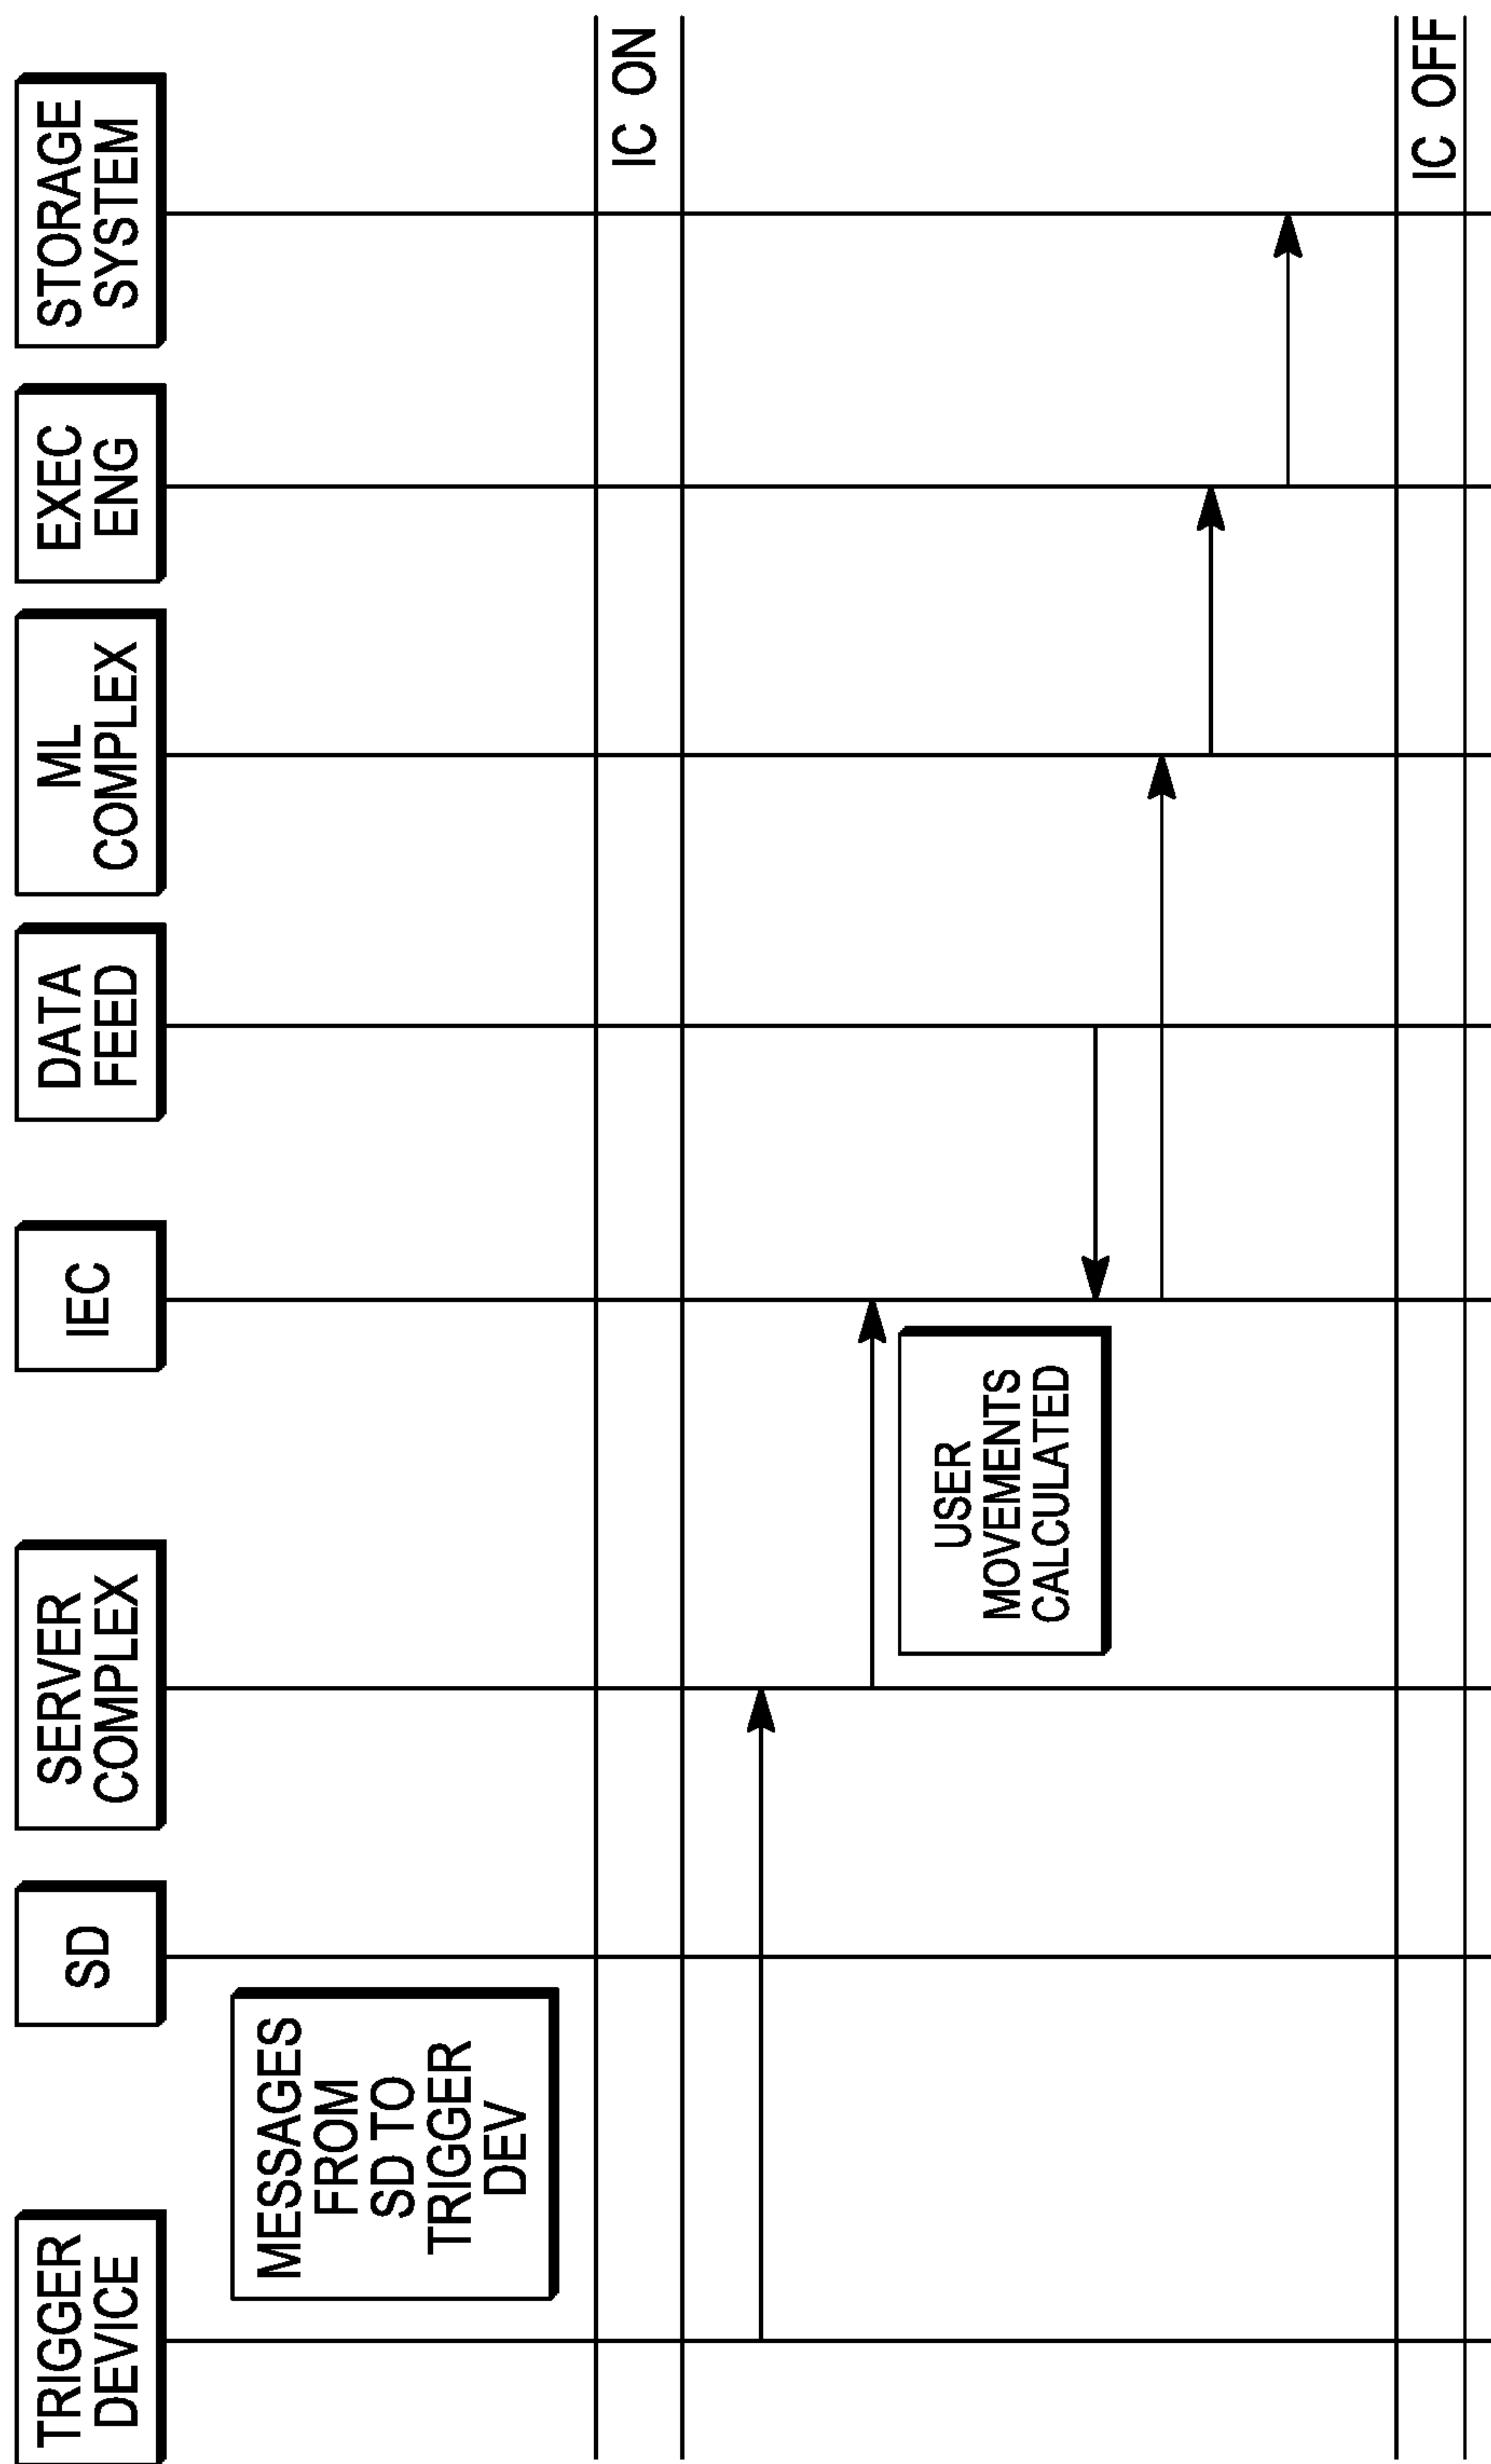 TRIGGER
DEVICE
SD
SERVER
COMPLEX
IEC
DATA
FEED
ML
COMPLEX
EXEC
ENG
STORAGE
SYSTEM
MESSAGES
FROM
SD TO
TRIGGER
DEV
IC ON
USER
MOVEMENTS
CALCULATED
IC OFF